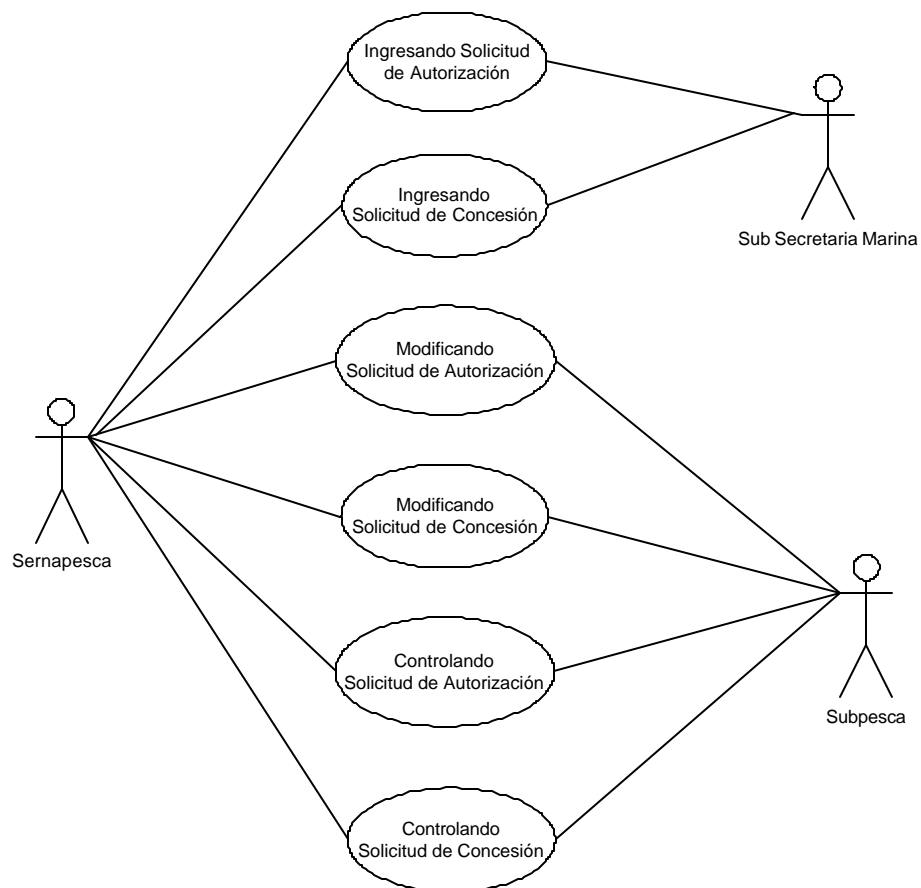 Ingresando Solicitud
de Autorización
Ingresando
Solicitud de Concesión
Sub Secretaria Marina
Modificando
Solicitud de Autorización
Modificando
Solicitud de Concesión
Sernapesca
Controlando
Solicitud de Autorización
Subpesca
Controlando
Solicitud de Concesión